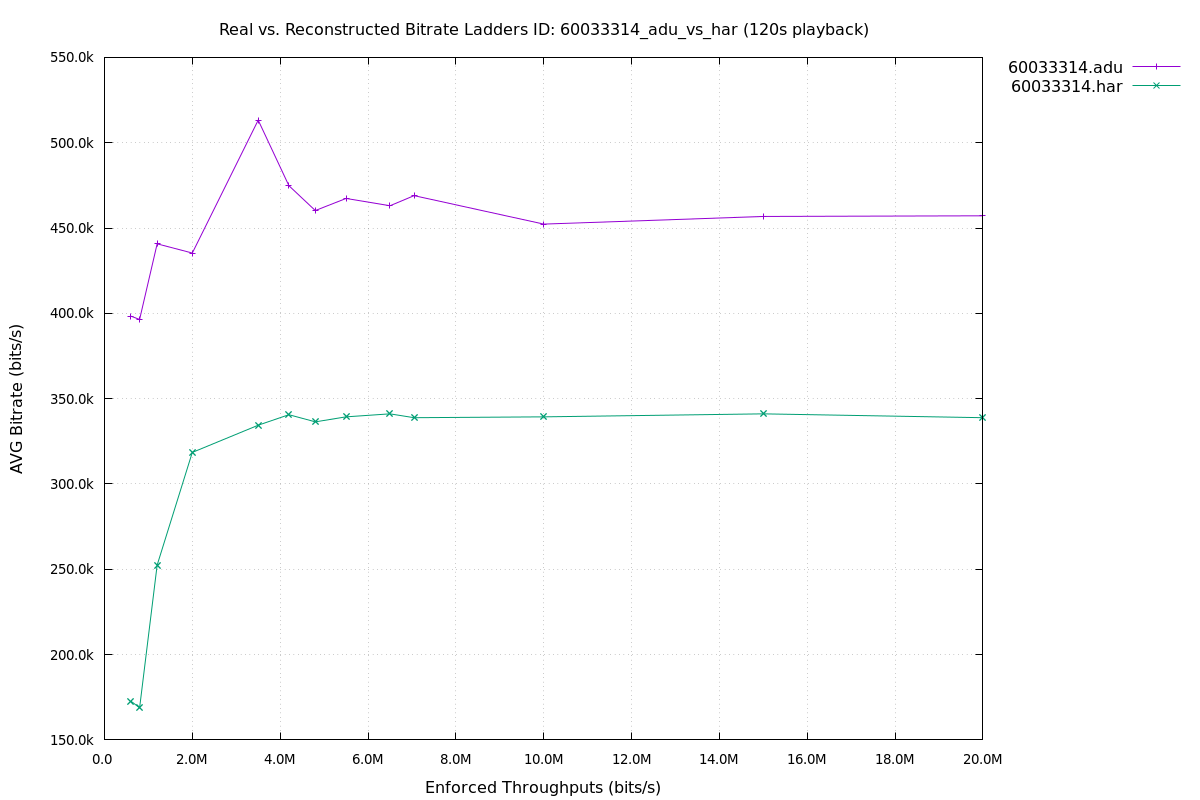 Real vs. Reconstructed Bitrate Ladders ID: 60033314_adu_vs_har (120s playback)
60033314.adu
60033314.har
550.0k
500.0k
450.0k
400.0k
350.0k
300.0k
250.0k
200.0k
150.0k
AVG Bitrate (bits/s)
0.0 2.0M 4.0M 6.0M 8.0M 10.0M 12.0M 14.0M 16.0M 18.0M 20.0M
Enforced Throughputs (bits/s)